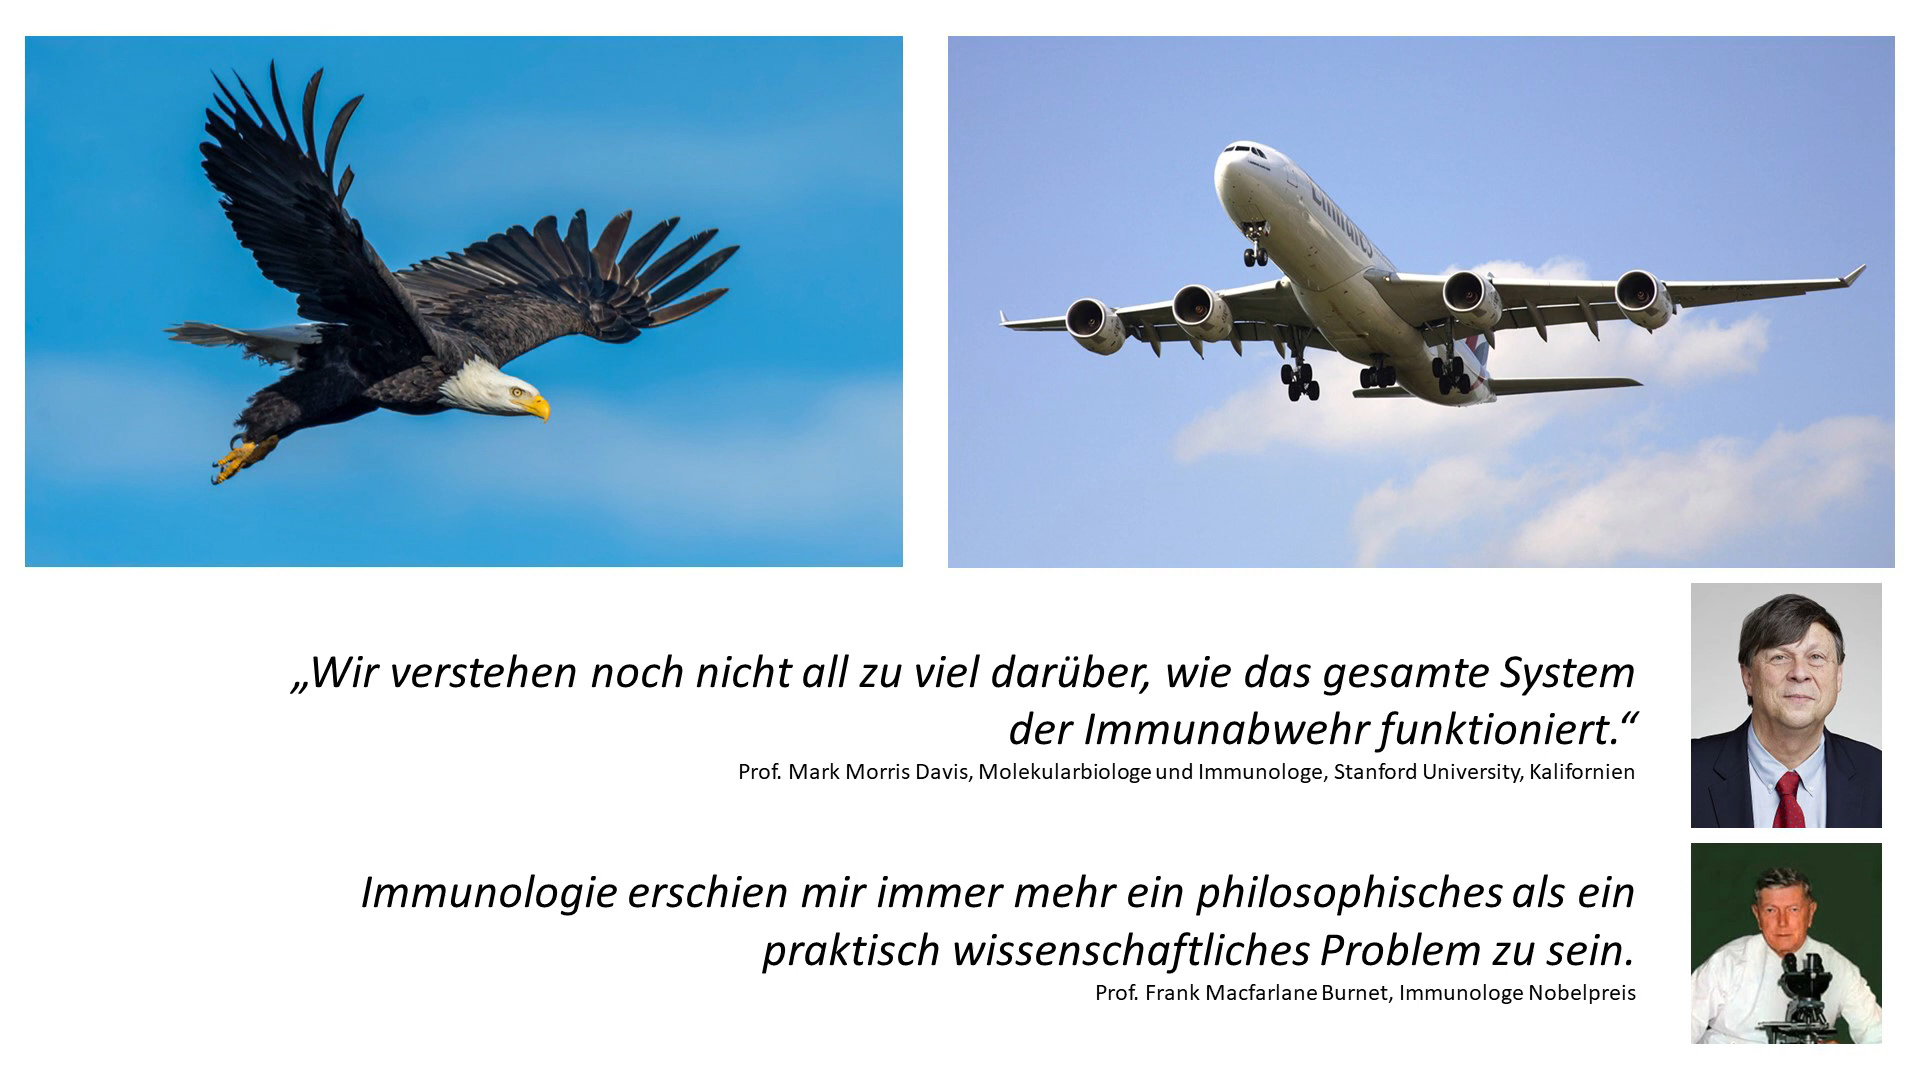 Emirates
„Wir verstehen noch nicht all zu viel darüber, wie das gesamte System
der Immunabwehr funktioniert.“
Prof. Mark Morris Davis, Molekularbiologe und Immunologe, Stanford University, Kalifornien
Immunologie erschien mir immer mehr ein philosophisches als ein
praktisch wissenschaftliches Problem zu sein.
Prof. Frank Macfarlane Burnet, Immunologe Nobelpreis